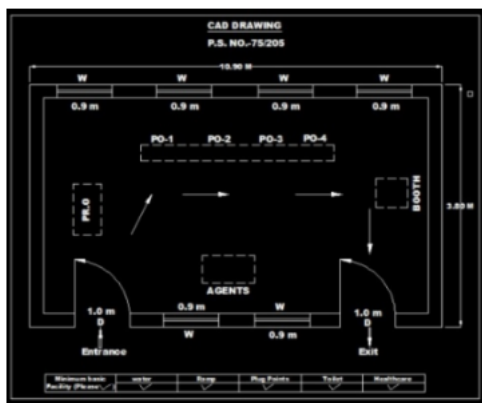 CAD DRAWING
P.S. NO.-75/205
W W W W
0.9 m 0.9 m 0.9 m 0.9 m
PO-1 PO-2 PO-3 PO-4
PR.O
BOOTH
3.80 M
AGENTS
1.0 m 0.9 m W 1.0 m
D W 0.9 m D
Entrance Exit
Minimum basic water Ramp Plug Points Toilet Healthcare
Facility (Please ✓) ✓ ✓ ✓ ✓ ✓